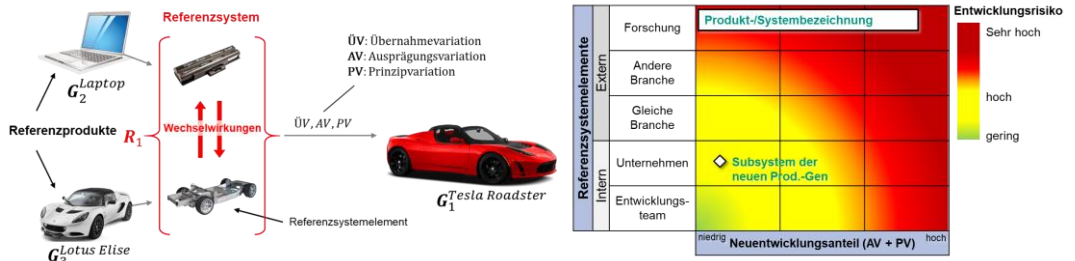 Referenzsystem
ÜV: Übernahmevariation
AV: Ausprägungsvariation
PV: Prinzipvariation
G₂^Laptop
Referenzprodukte
R₁
Wechselwirkungen
ÜV, AV, PV
G₁^Tesla Roadster
Referenzsystemelement
Lotus Elise
Produkt-/Systembezeichnung
Entwicklungsrisiko
Sehr hoch
hoch
gering
Referenzsystemelemente
Extern
Intern
Forschung
Andere
Branche
Gleiche
Branche
Unternehmen
Entwicklungs-
team
Subsystem der
neuen Prod.-Gen
niedrig
Neuentwicklungsanteil (AV + PV)
hoch